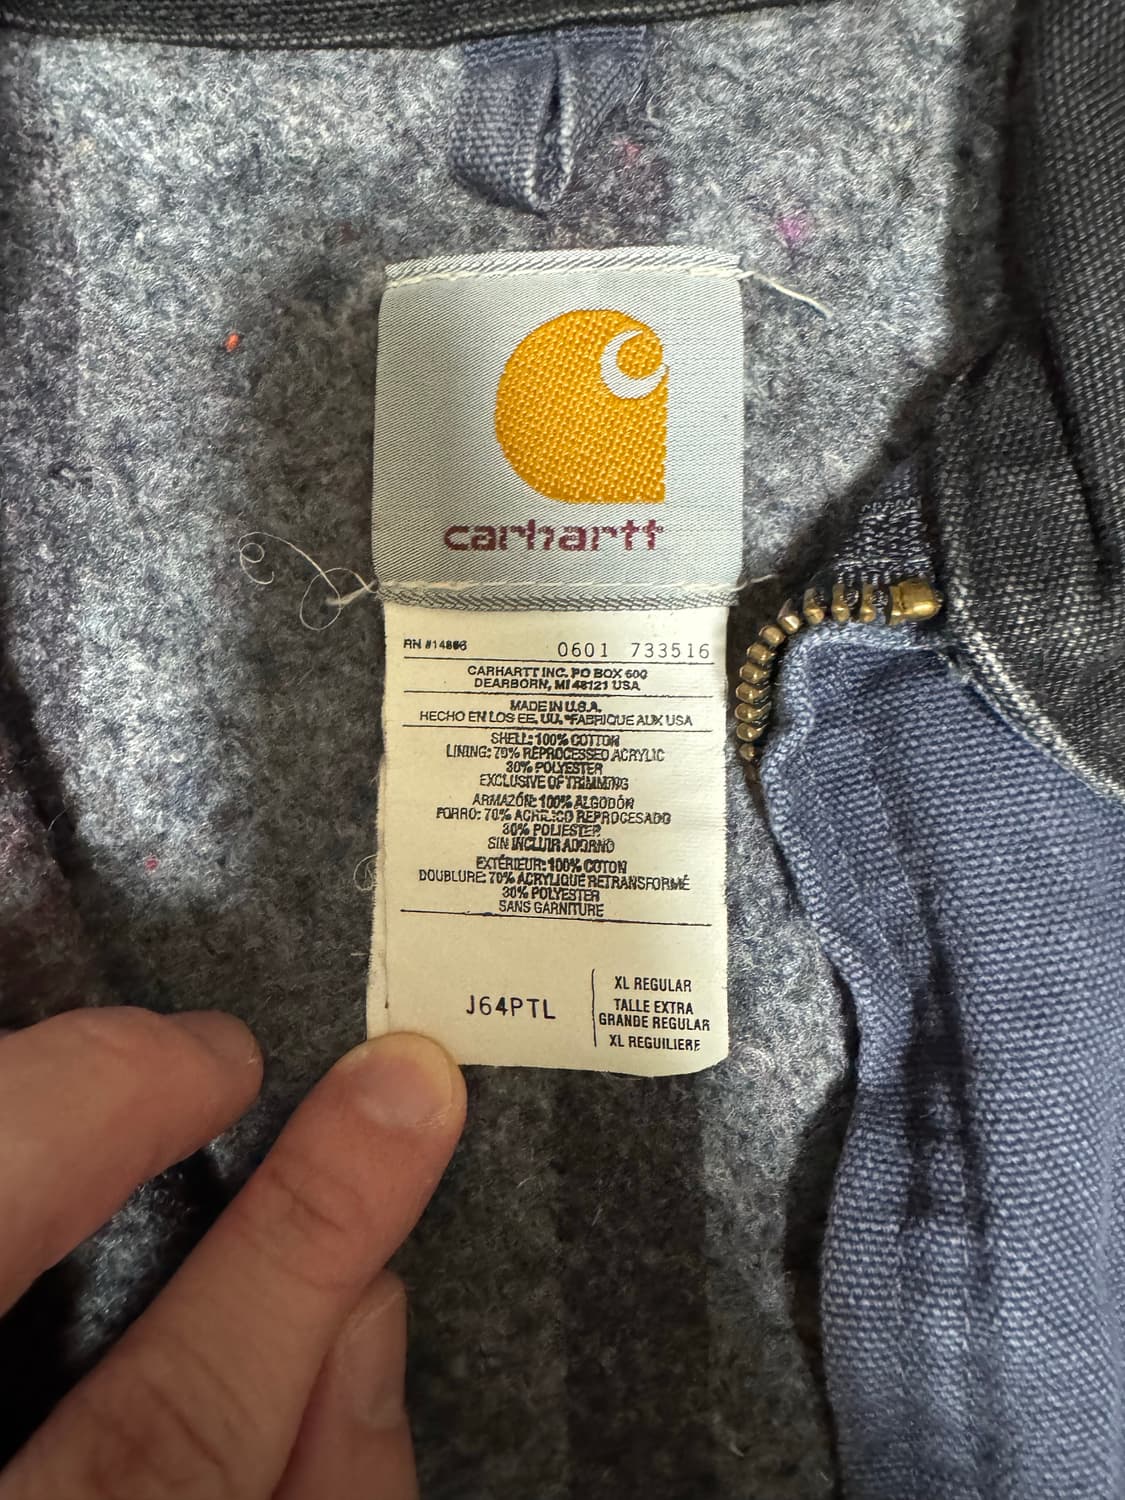 carhartt
RN #14806 0601 733516
CARHARTT INC. PO BOX 600
DEARBORN, MI 48121 USA
MADE IN U.S.A.
HECHO EN LOS EE. UU. *FABRIQUE AUX USA
SHELL: 100% COTTON
LINING: 70% REPROCESSED ACRYLIC
30% POLYESTER
EXCLUSIVE OF TRIMMING
ARMAZÓN: 100% ALGODÓN
FORRO: 70% ACRILICO REPROCESADO
30% POLIESTER
SIN INCLUIR ADORNO
EXTÉRIEUR: 100% COTON
DOUBLURE: 70% ACRYLIQUE RETRANSFORMÉ
30% POLYESTER
SANS GARNITURE
J64PTL
XL REGULAR
TALLE EXTRA
GRANDE REGULAR
XL REGUILIERE